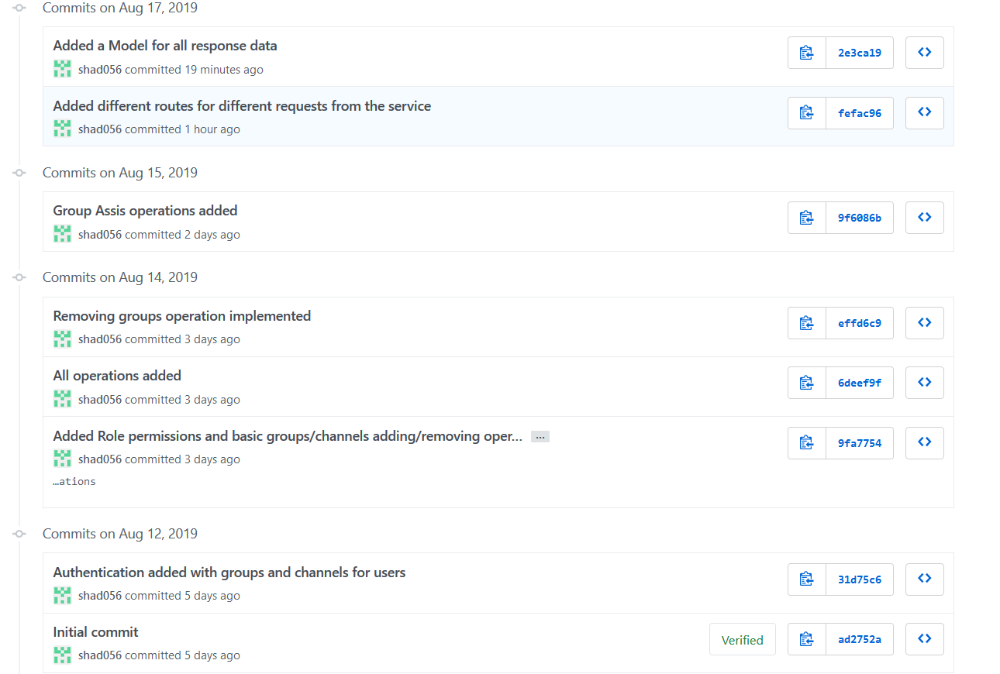 Commits on Aug 17, 2019
Added a Model for all response data
shad056 committed 19 minutes ago
2e3ca19
Added different routes for different requests from the service
shad056 committed 1 hour ago
fefac96
Commits on Aug 15, 2019
Group Assis operations added
shad056 committed 2 days ago
9f6086b
Commits on Aug 14, 2019
Removing groups operation implemented
shad056 committed 3 days ago
effd6c9
All operations added
shad056 committed 3 days ago
6deef9f
Added Role permissions and basic groups/channels adding/removing oper… …
shad056 committed 3 days ago
9fa7754
…ations
Commits on Aug 12, 2019
Authentication added with groups and channels for users
shad056 committed 5 days ago
31d75c6
Initial commit
shad056 committed 5 days ago
Verified
ad2752a